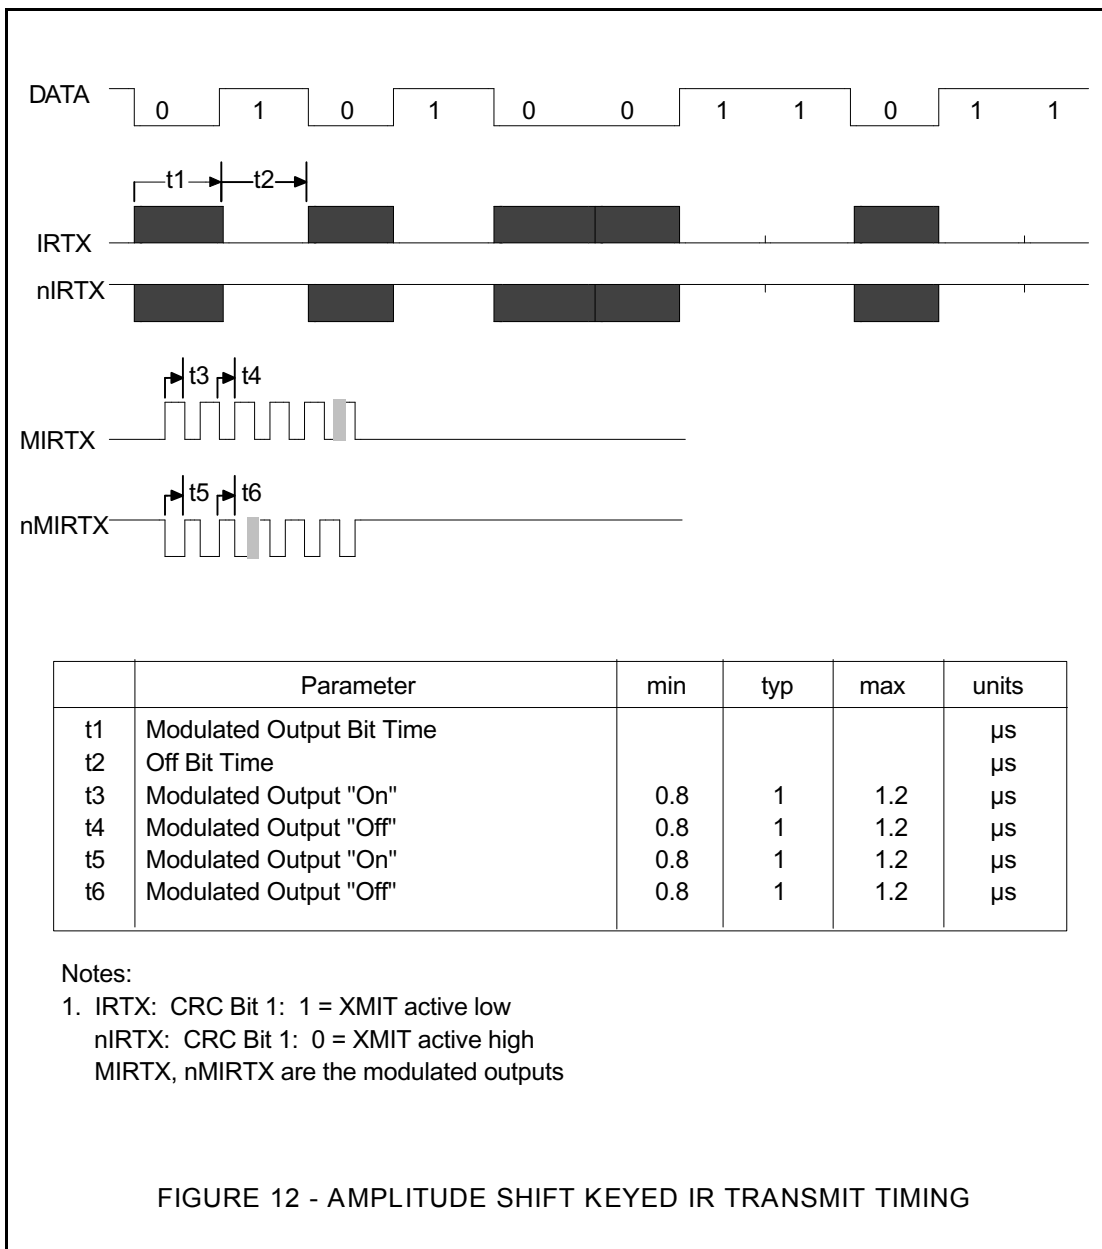 DATA
0 1 0 1 0 0 1 1 0 1 1
t1 t2
IRTX
nIRTX
t3 t4
MIRTX
t5 t6
nMIRTX
Parameter min typ max units
t1 Modulated Output Bit Time µs
t2 Off Bit Time µs
t3 Modulated Output "On" 0.8 1 1.2 µs
t4 Modulated Output "Off" 0.8 1 1.2 µs
t5 Modulated Output "On" 0.8 1 1.2 µs
t6 Modulated Output "Off" 0.8 1 1.2 µs
Notes:
1. IRTX: CRC Bit 1: 1 = XMIT active low
nIRTX: CRC Bit 1: 0 = XMIT active high
MIRTX, nMIRTX are the modulated outputs
FIGURE 12 - AMPLITUDE SHIFT KEYED IR TRANSMIT TIMING